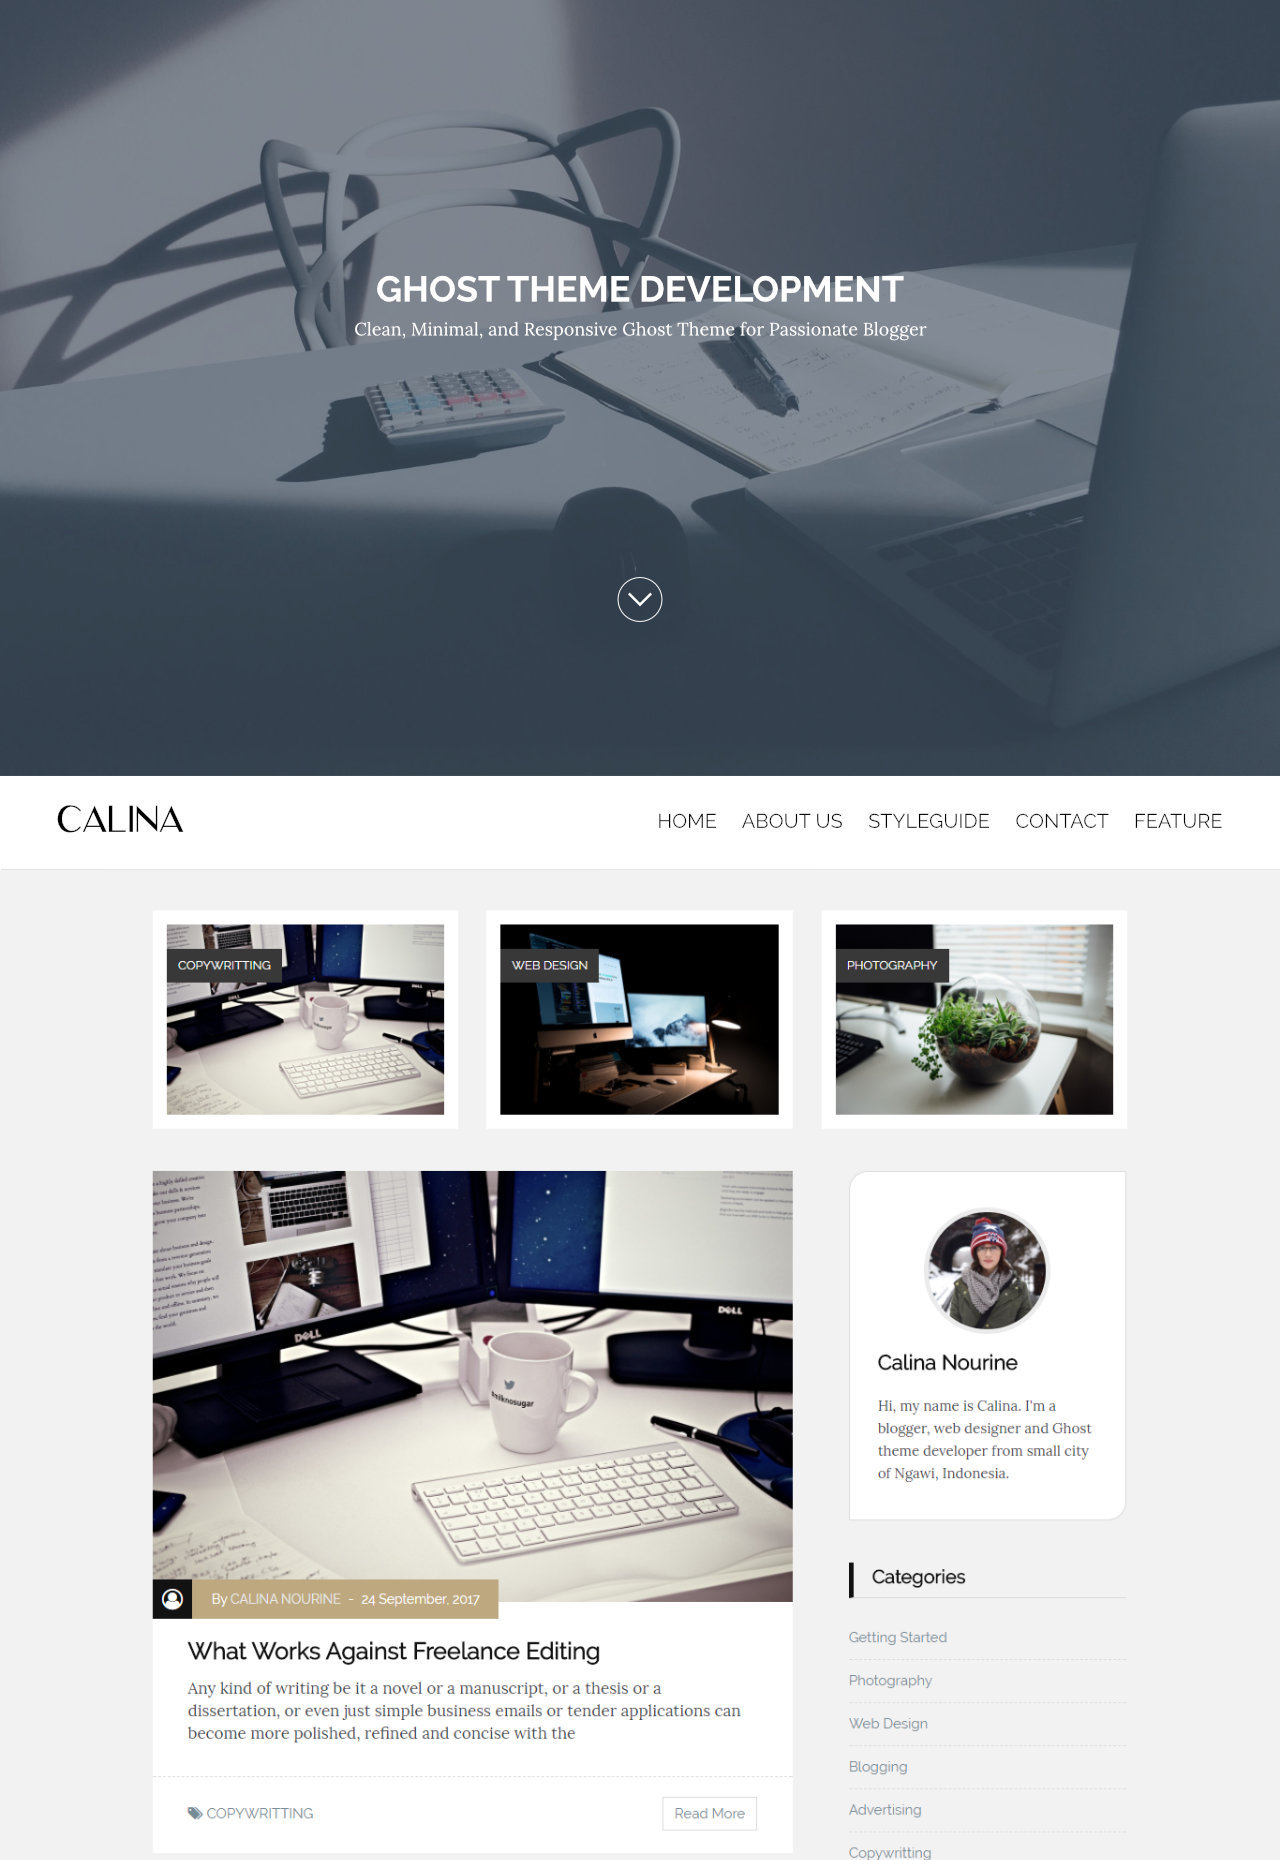 GHOST THEME DEVELOPMENT
Clean, Minimal, and Responsive Ghost Theme for Passionate Blogger
CALINA
HOME ABOUT US STYLEGUIDE CONTACT FEATURE
COPYWRITTING
WEB DESIGN
PHOTOGRAPHY
DELL
DELL
#milknosugar
By CALINA NOURINE - 24 September, 2017
What Works Against Freelance Editing
Any kind of writing be it a novel or a manuscript, or a thesis or a
dissertation, or even just simple business emails or tender applications can
become more polished, refined and concise with the
COPYWRITTING
Read More
Calina Nourine
Hi, my name is Calina. I'm a
blogger, web designer and Ghost
theme developer from small city
of Ngawi, Indonesia.
Categories
Getting Started
Photography
Web Design
Blogging
Advertising
Copywritting